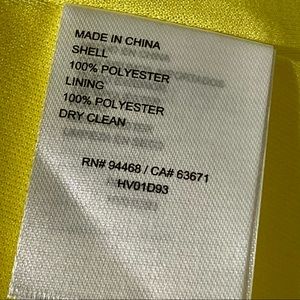 MADE IN CHINA
SHELL
100% POLYESTER
LINING
100% POLYESTER
DRY CLEAN
RN# 94468 / CA# 63671
HV01D93